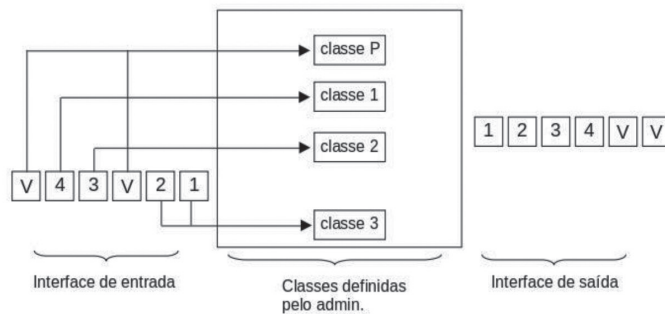 classe P
classe 1
classe 2
classe 3
V 4 3 V 2 1
1 2 3 4 V V
Interface de entrada
Classes definidas
pelo admin.
Interface de saída